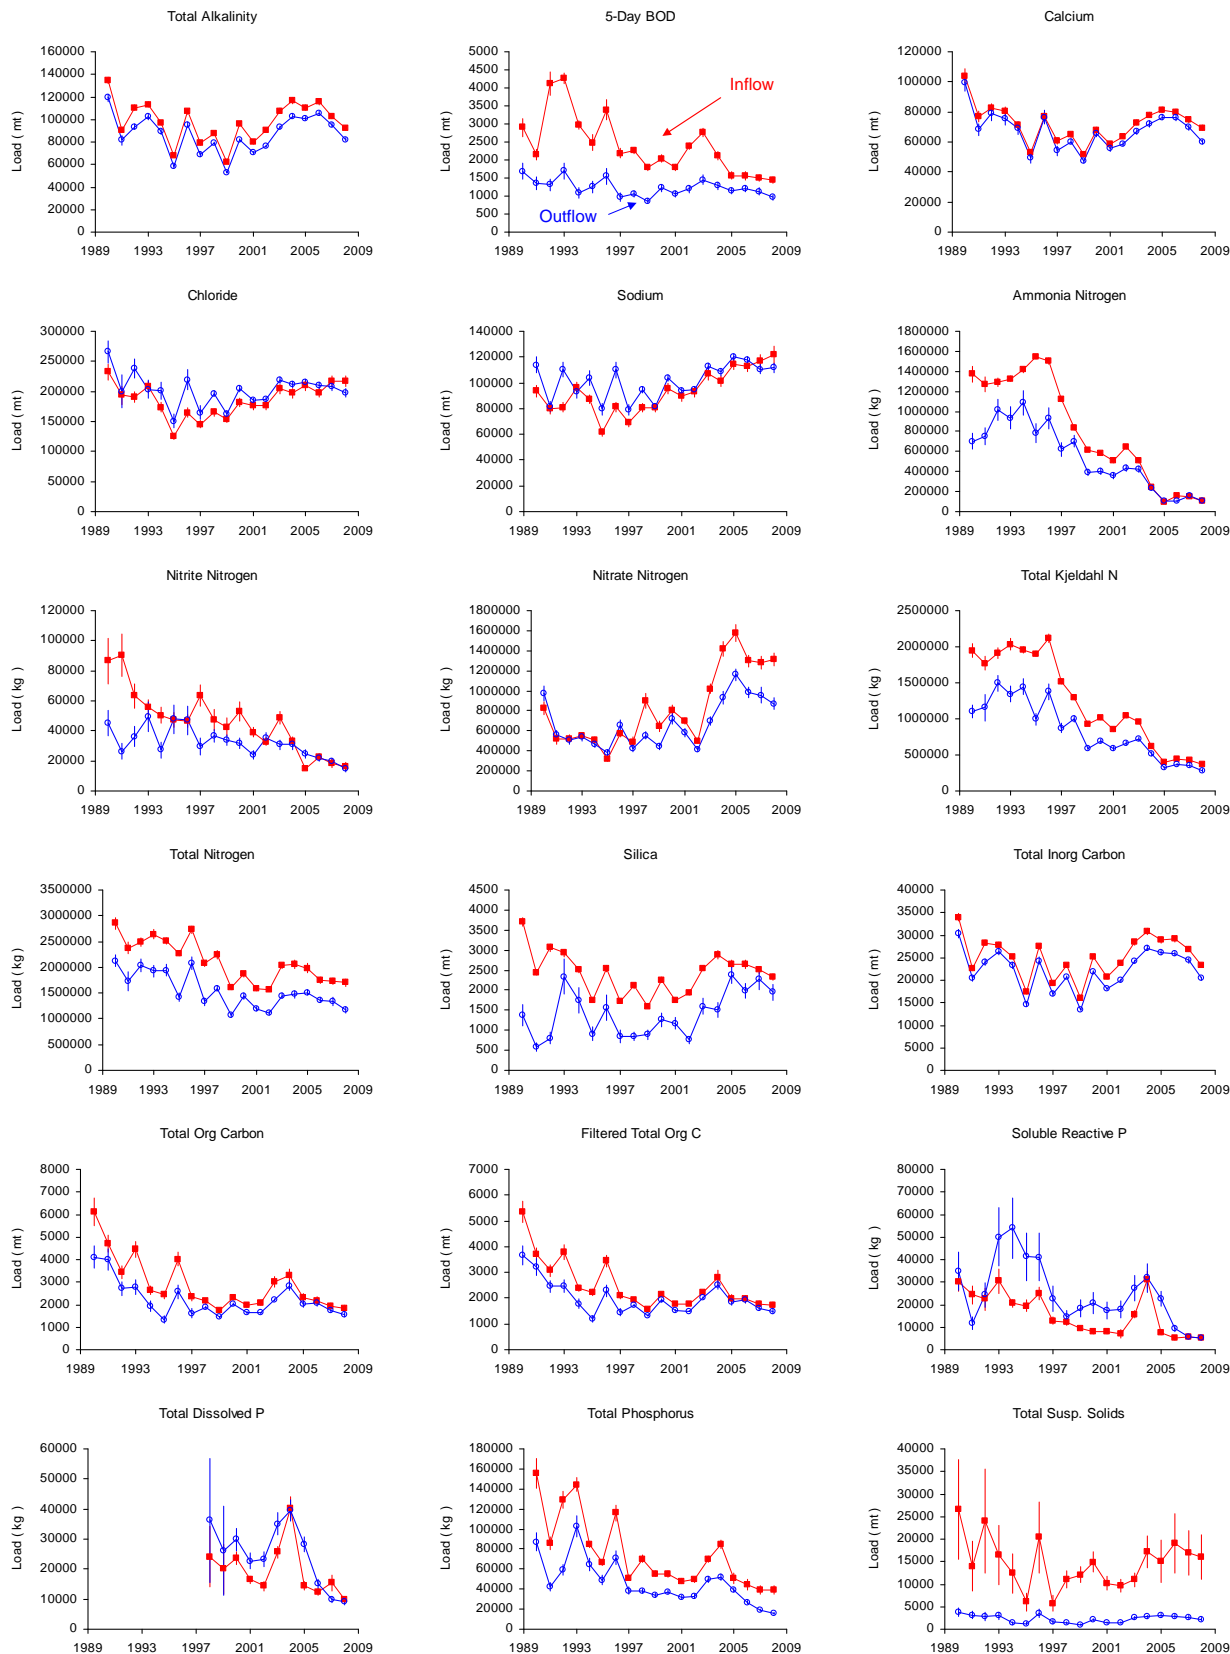 Total Alkalinity
Load ( mt)
160000
140000
120000
100000
80000
60000
40000
20000
0
1989 1993 1997 2001 2005 2009
5-Day BOD
Load ( mt)
5000
4500
4000
3500
3000
2500
2000
1500
1000
500
0
Inflow
Outflow
1989 1993 1997 2001 2005 2009
Calcium
Load ( mt)
120000
100000
80000
60000
40000
20000
0
1989 1993 1997 2001 2005 2009
Chloride
Load ( mt)
300000
250000
200000
150000
100000
50000
0
1989 1993 1997 2001 2005 2009
Sodium
Load ( mt)
140000
120000
100000
80000
60000
40000
20000
0
1989 1993 1997 2001 2005 2009
Ammonia Nitrogen
Load ( kg)
1800000
1600000
1400000
1200000
1000000
800000
600000
400000
200000
0
1989 1993 1997 2001 2005 2009
Nitrite Nitrogen
Load ( kg )
120000
100000
80000
60000
40000
20000
0
1989 1993 1997 2001 2005 2009
Nitrate Nitrogen
Load ( kg)
1800000
1600000
1400000
1200000
1000000
800000
600000
400000
200000
0
1989 1993 1997 2001 2005 2009
Total Kjeldahl N
Load ( kg)
2500000
2000000
1500000
1000000
500000
0
1989 1993 1997 2001 2005 2009
Total Nitrogen
Load ( kg)
3500000
3000000
2500000
2000000
1500000
1000000
500000
0
1989 1993 1997 2001 2005 2009
Silica
Load ( mt)
4500
4000
3500
3000
2500
2000
1500
1000
500
0
1989 1993 1997 2001 2005 2009
Total Inorg Carbon
Load ( mt)
40000
35000
30000
25000
20000
15000
10000
5000
0
1989 1993 1997 2001 2005 2009
Total Org Carbon
Load ( mt)
8000
7000
6000
5000
4000
3000
2000
1000
0
1989 1993 1997 2001 2005 2009
Filtered Total Org C
Load ( mt)
7000
6000
5000
4000
3000
2000
1000
0
1989 1993 1997 2001 2005 2009
Soluble Reactive P
Load ( kg )
80000
70000
60000
50000
40000
30000
20000
10000
0
1989 1993 1997 2001 2005 2009
Total Dissolved P
Load ( kg )
60000
50000
40000
30000
20000
10000
0
1989 1993 1997 2001 2005 2009
Total Phosphorus
Load ( kg )
180000
160000
140000
120000
100000
80000
60000
40000
20000
0
1989 1993 1997 2001 2005 2009
Total Susp. Solids
Load ( mt)
40000
35000
30000
25000
20000
15000
10000
5000
0
1989 1993 1997 2001 2005 2009